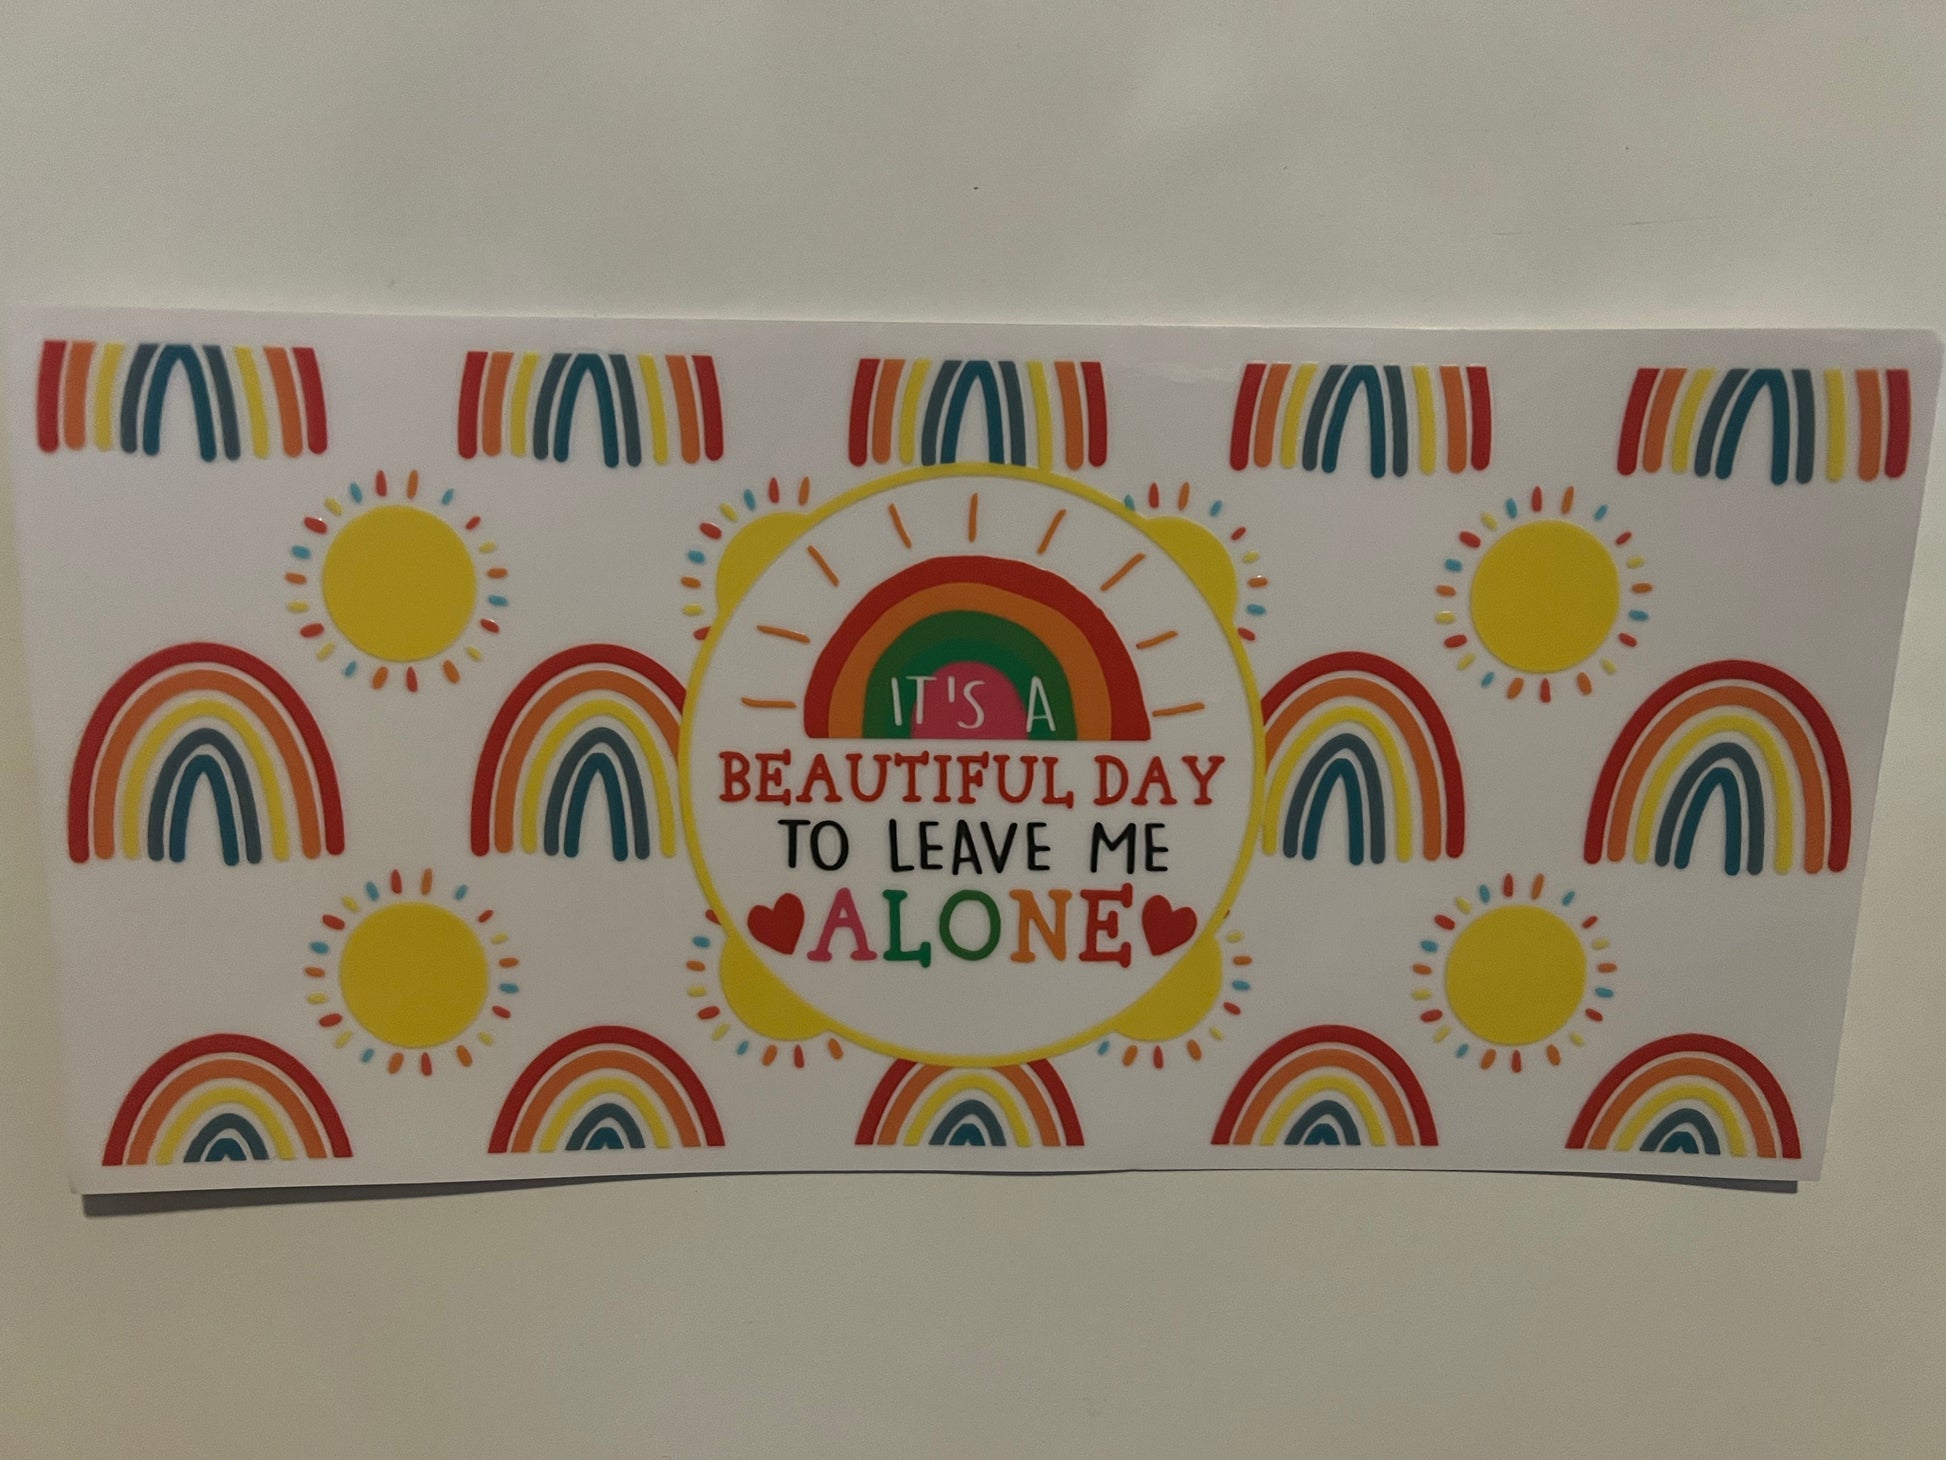 IT'S A
BEAUTIFUL DAY
TO LEAVE ME
ALONE